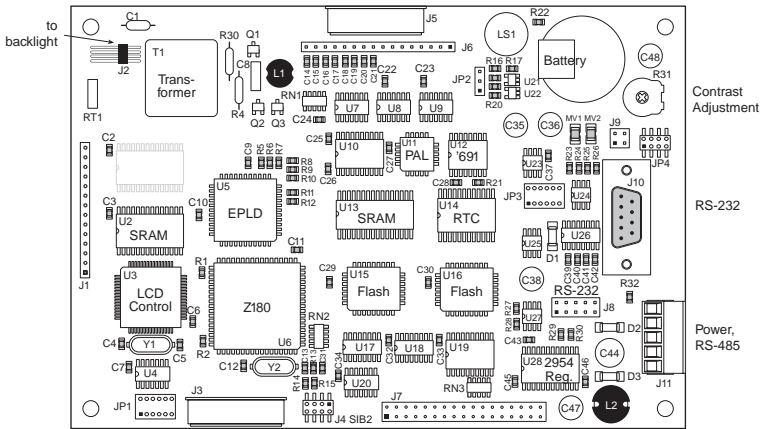 to
backlight
C1
J2
T1
Trans-
former
R30
Q1
C8
L1
R4
Q2
Q3
RT1
J5
J6
C14
C15
C16
C17
C18
C19
C20
C21
C22
C23
RN1
C24
U7
U8
U9
LS1
R22
Battery
JP2
R16
R17
R18
R19
R20
U21
U22
C48
R31
Contrast
Adjustment
C35
C36
MV1
MV2
J9
JP4
C2
C9
R5
R6
R7
R8
R9
R10
R11
R12
C25
C26
U10
C27
U11
PAL
U12
'691
C28
R21
U23
C37
R23
R24
R25
R26
J10
RS-232
C3
U2
SRAM
C10
U5
EPLD
C11
U13
SRAM
U14
RTC
JP3
U24
U25
D1
U26
J1
U3
LCD
Control
C6
R1
Z180
U6
R2
C29
U15
Flash
C30
U16
Flash
C38
C39
C40
C41
C42
RS-232
J8
R32
R27
R28
U27
R29
R30
D2
Power,
RS-485
C4
Y1
C5
C7
U4
C12
Y2
RN2
C13
R13
C31
R14
R15
C34
U17
C33
U18
C33
U19
U20
RN3
C43
U28
2954
Reg.
C45
C46
C44
D3
J11
JP1
J3
J4
SIB2
J7
C47
L2